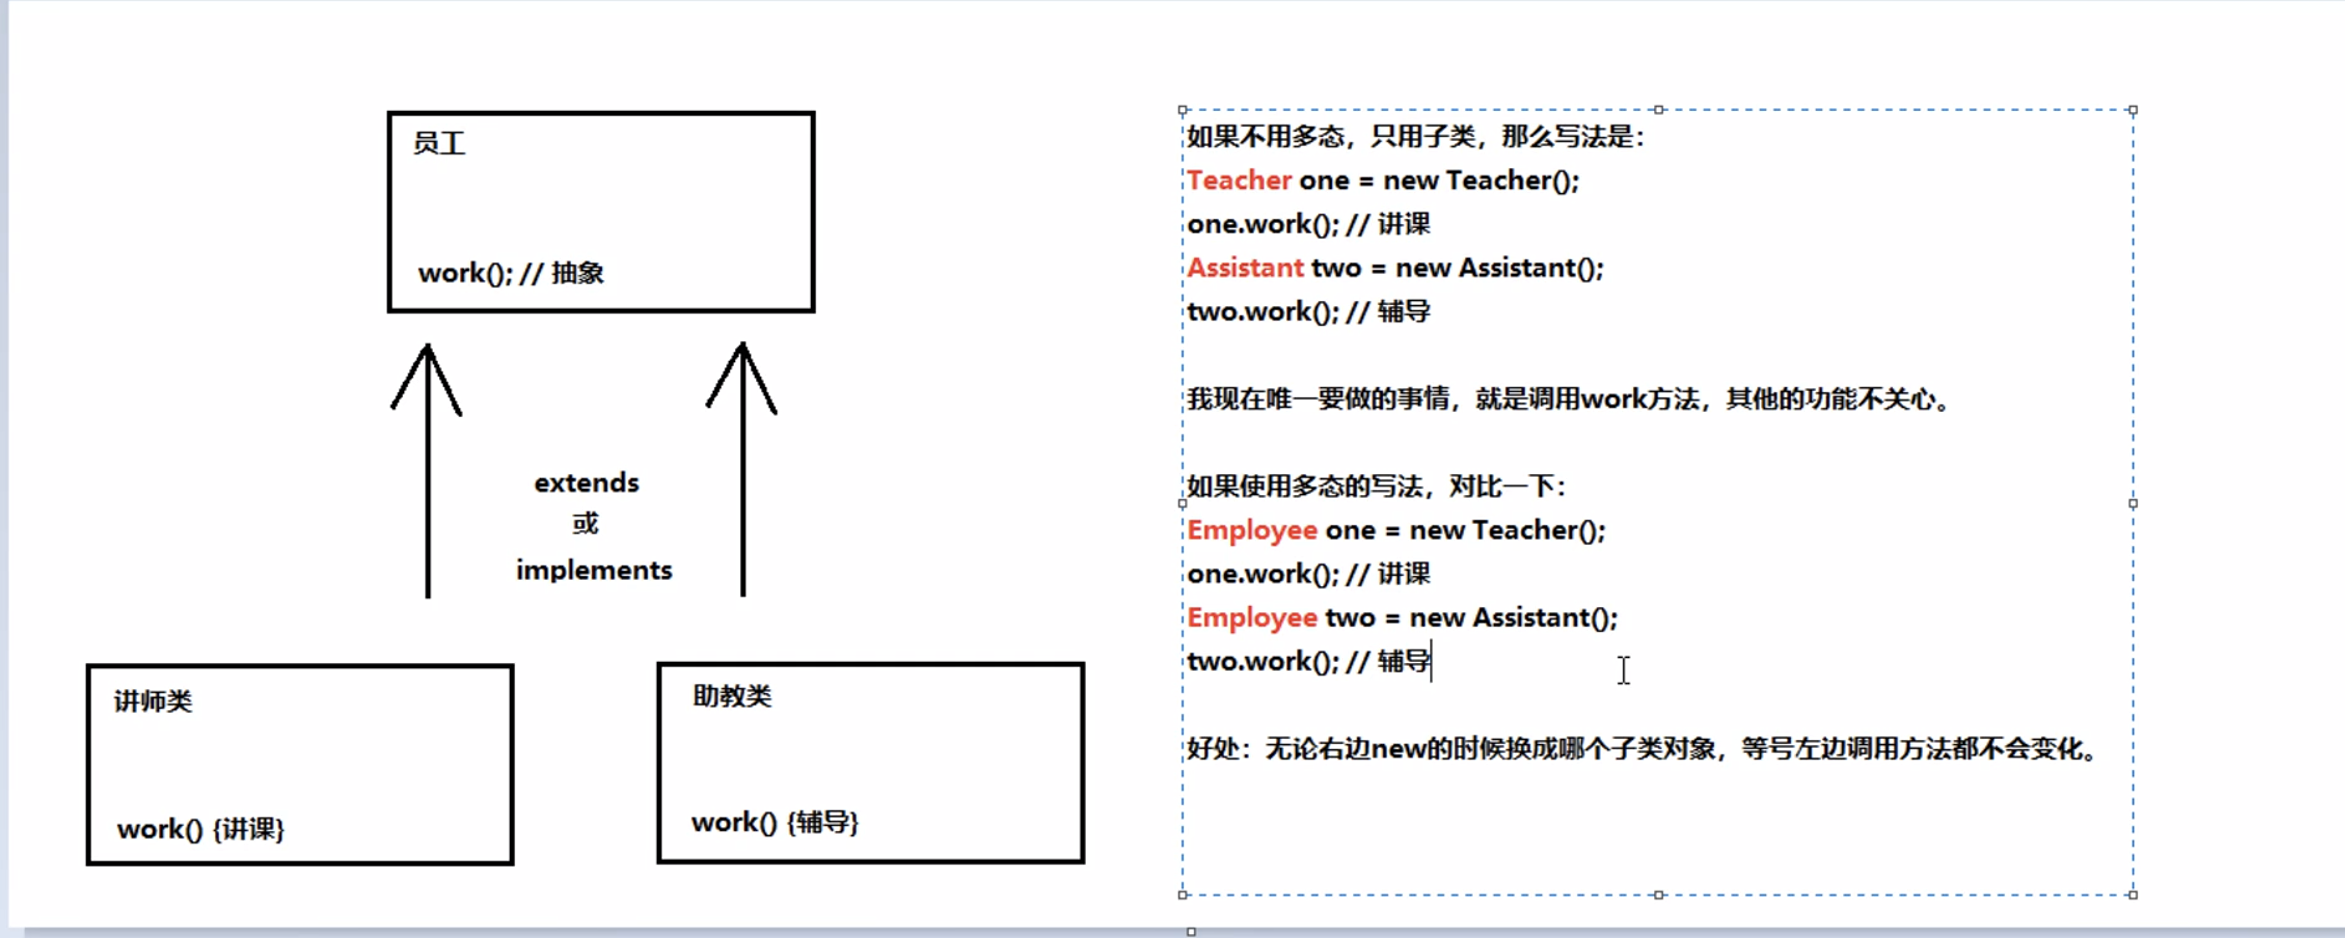 员工
work(); // 抽象
extends
或
implements
讲师类
work() {讲课}
助教类
work() {辅导}
如果不用多态，只用子类，那么写法是：
Teacher one = new Teacher();
one.work(); // 讲课
Assistant two = new Assistant();
two.work(); // 辅导
我现在唯一要做的事情，就是调用work方法，其他的功能不关心。
如果使用多态的写法，对比一下：
Employee one = new Teacher();
one.work(); // 讲课
Employee two = new Assistant();
two.work(); // 辅导
好处：无论右边new的时候换成哪个子类对象，等号左边调用方法都不会变化。